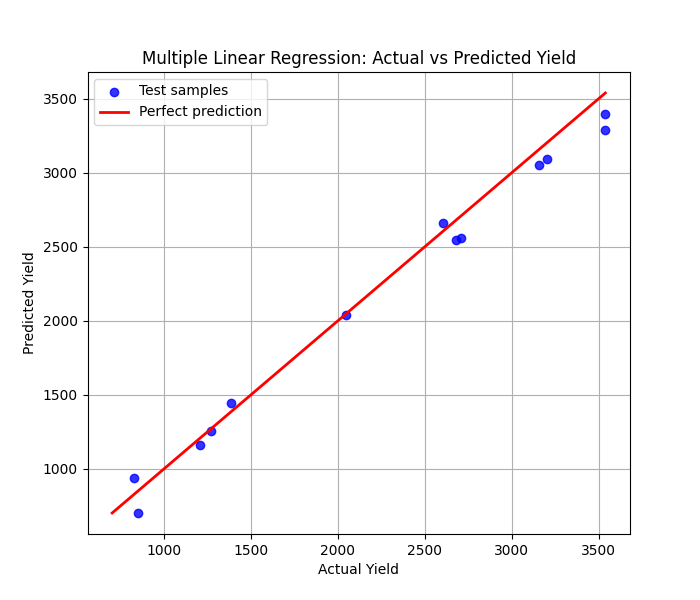 Multiple Linear Regression: Actual vs Predicted Yield
Test samples
Perfect prediction
3500
3000
2500
2000
1500
1000
Predicted Yield
1000 1500 2000 2500 3000 3500
Actual Yield